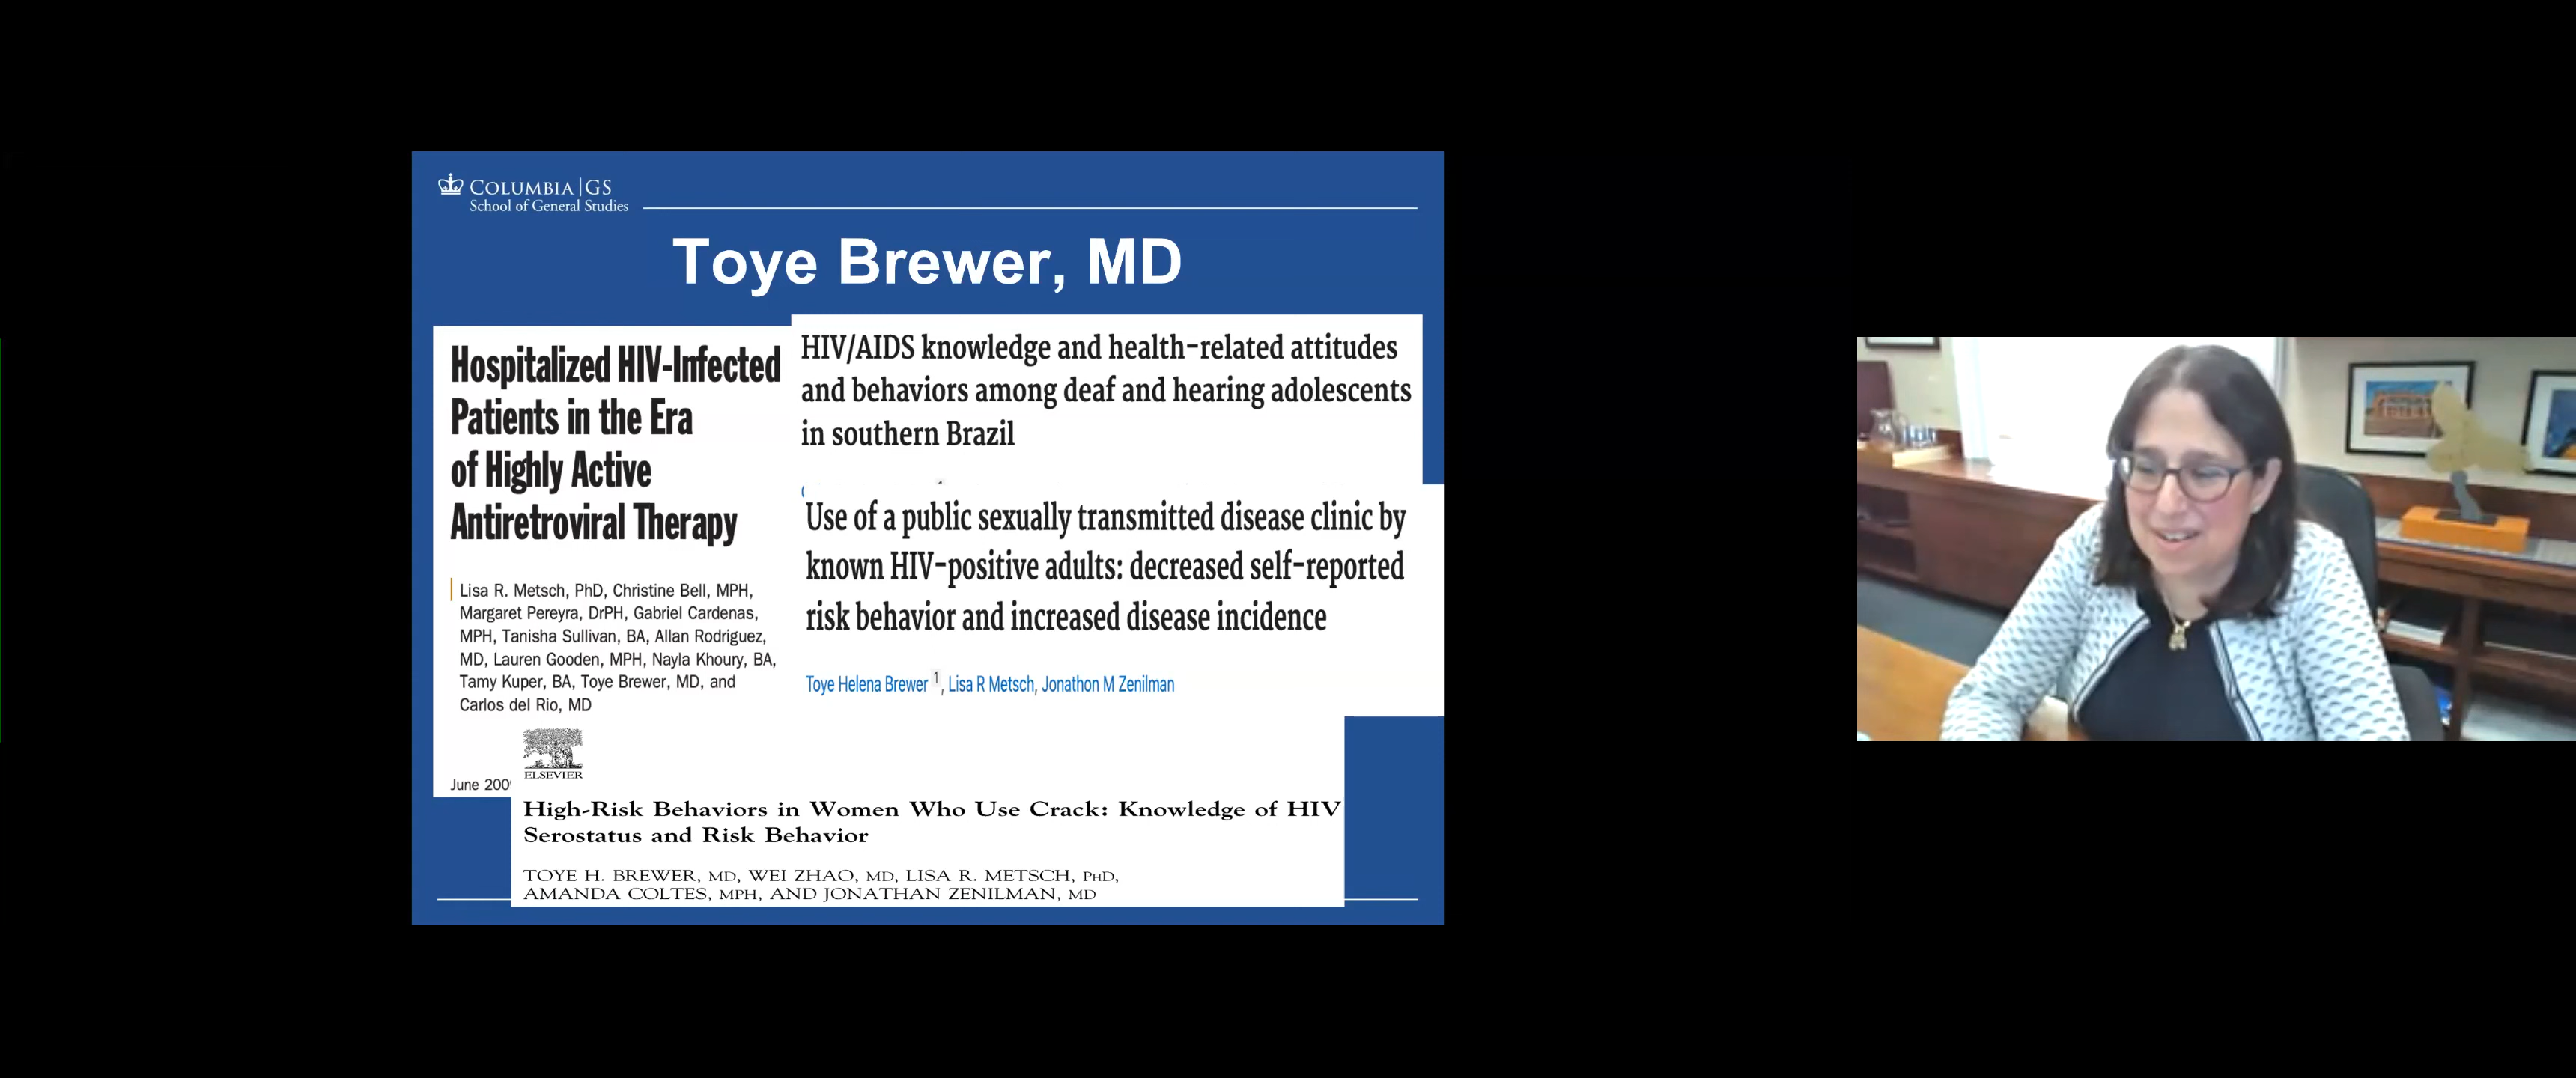 COLUMBIA | GS
School of General Studies
Toye Brewer, MD
Hospitalized HIV-Infected
Patients in the Era
of Highly Active
Antiretroviral Therapy
Lisa R. Metsch, PhD, Christine Bell, MPH,
Margaret Pereyra, DrPH, Gabriel Cardenas,
MPH, Tanisha Sullivan, BA, Allan Rodriguez,
MD, Lauren Gooden, MPH, Nayla Khoury, BA,
Tamy Kuper, BA, Toye Brewer, MD, and
Carlos del Rio, MD
June 200
HIV/AIDS knowledge and health-related attitudes
and behaviors among deaf and hearing adolescents
in southern Brazil
Use of a public sexually transmitted disease clinic by
known HIV-positive adults: decreased self-reported
risk behavior and increased disease incidence
Toye Helena Brewer 1, Lisa R Metsch, Jonathon M Zenilman
ELSEVIER
High-Risk Behaviors in Women Who Use Crack: Knowledge of HIV
Serostatus and Risk Behavior
TOYE H. BREWER, MD, WEI ZHAO, MD, LISA R. METSCH, PHD,
AMANDA COLTES, MPH, AND JONATHAN ZENILMAN, MD